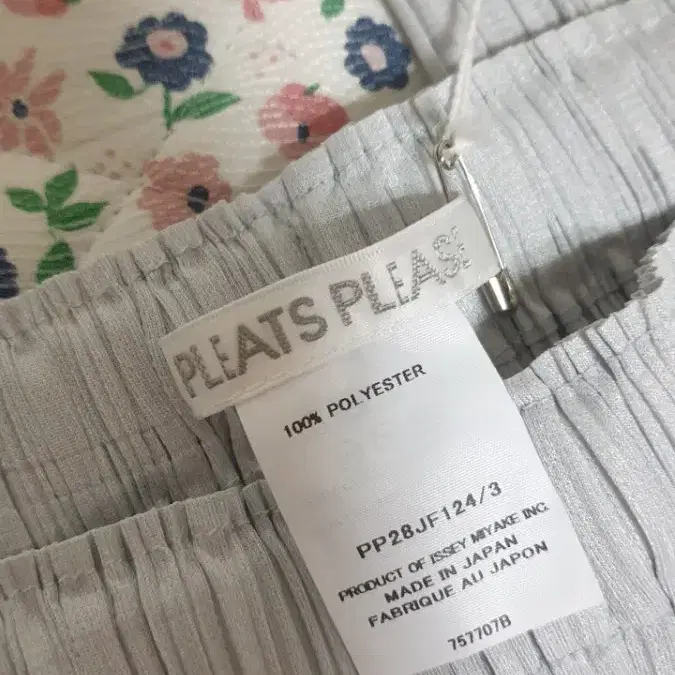 PLEATS PLEASE
100% POLYESTER
PP28JF124/3
PRODUCT OF ISSEY MIYAKE INC.
MADE IN JAPAN
FABRIQUE AU JAPON
757707B